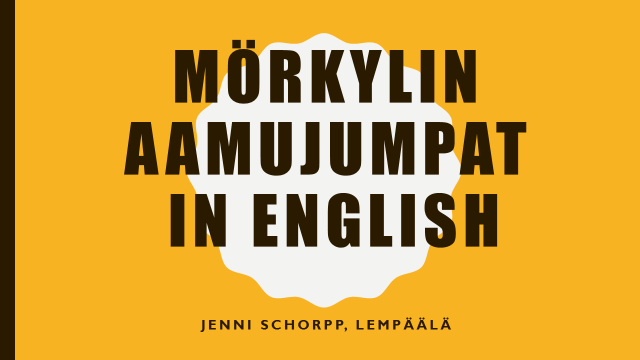 MÖRKYLIN
AAMUJUMPAT
IN ENGLISH
JENNI SCHORPP, LEMPÄÄLÄ